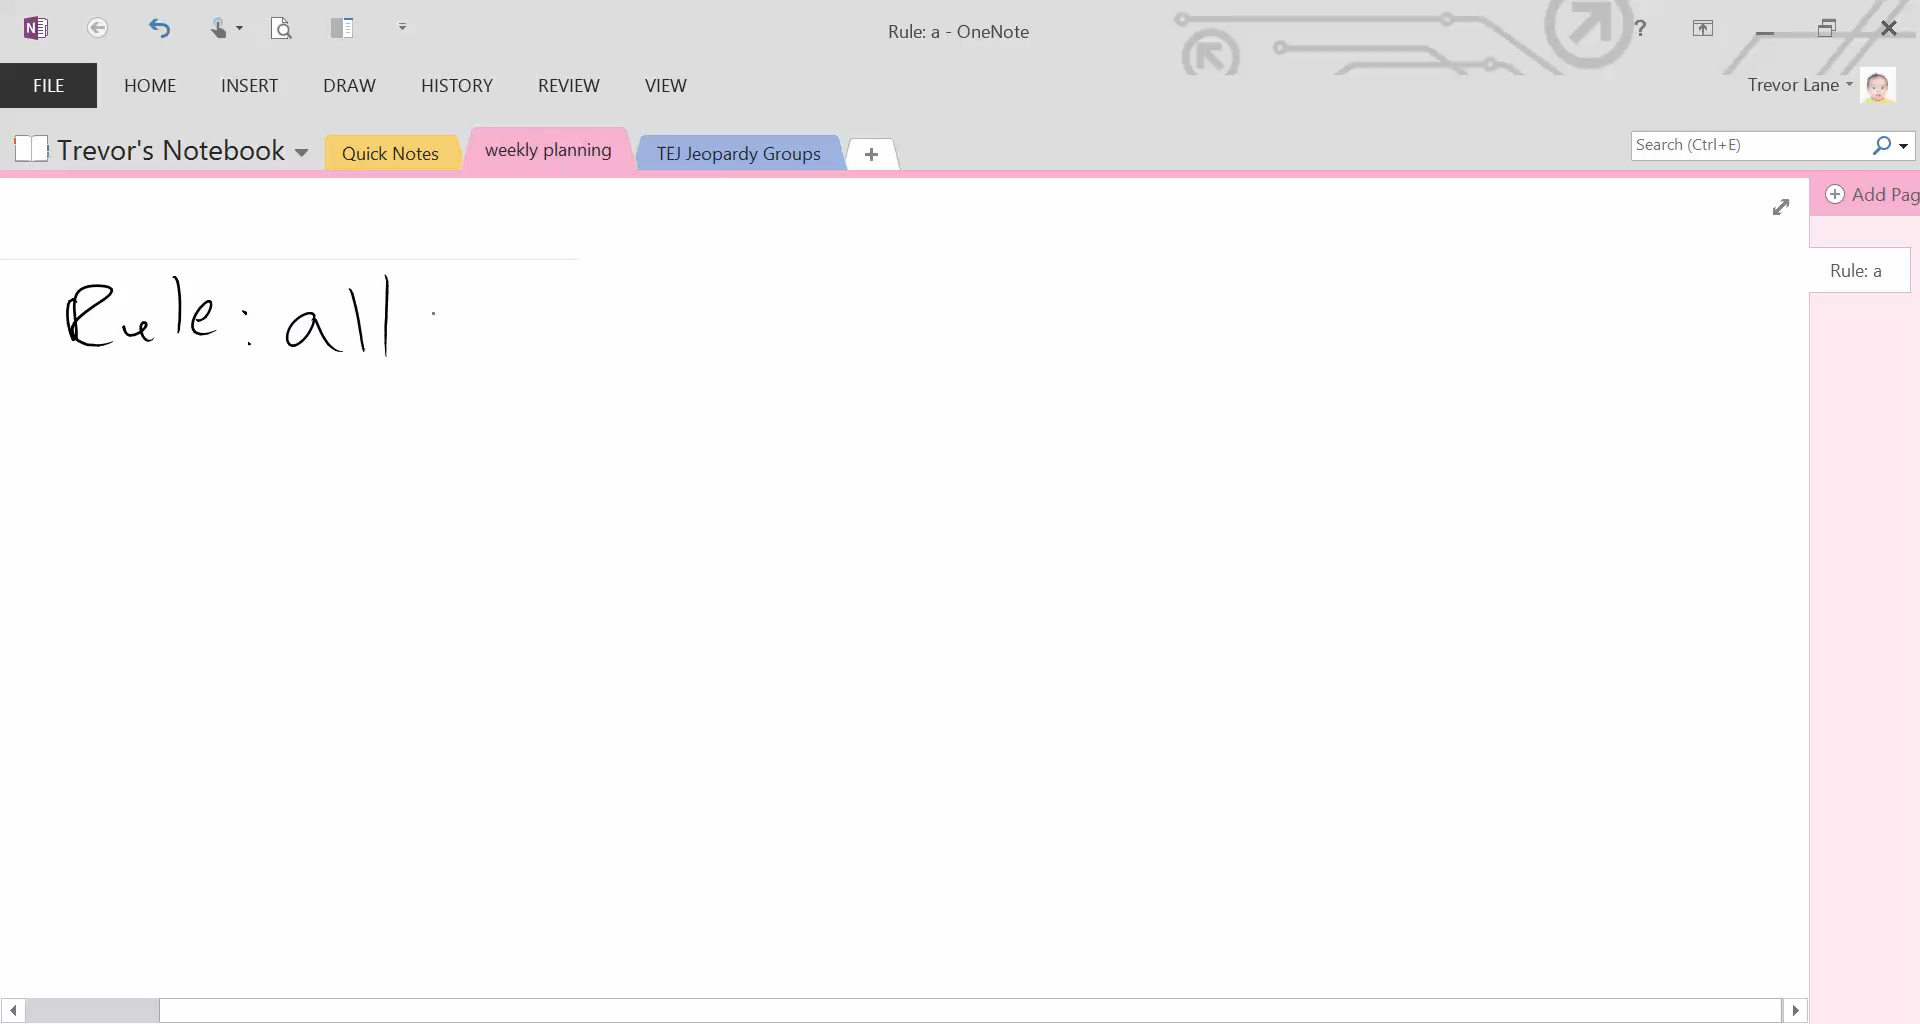 Rule: a - OneNote
?
FILE HOME INSERT DRAW HISTORY REVIEW VIEW
Trevor Lane
Trevor's Notebook Quick Notes weekly planning TEJ Jeopardy Groups +
Search (Ctrl+E)
Add Pag
Rule: a
Rule: all